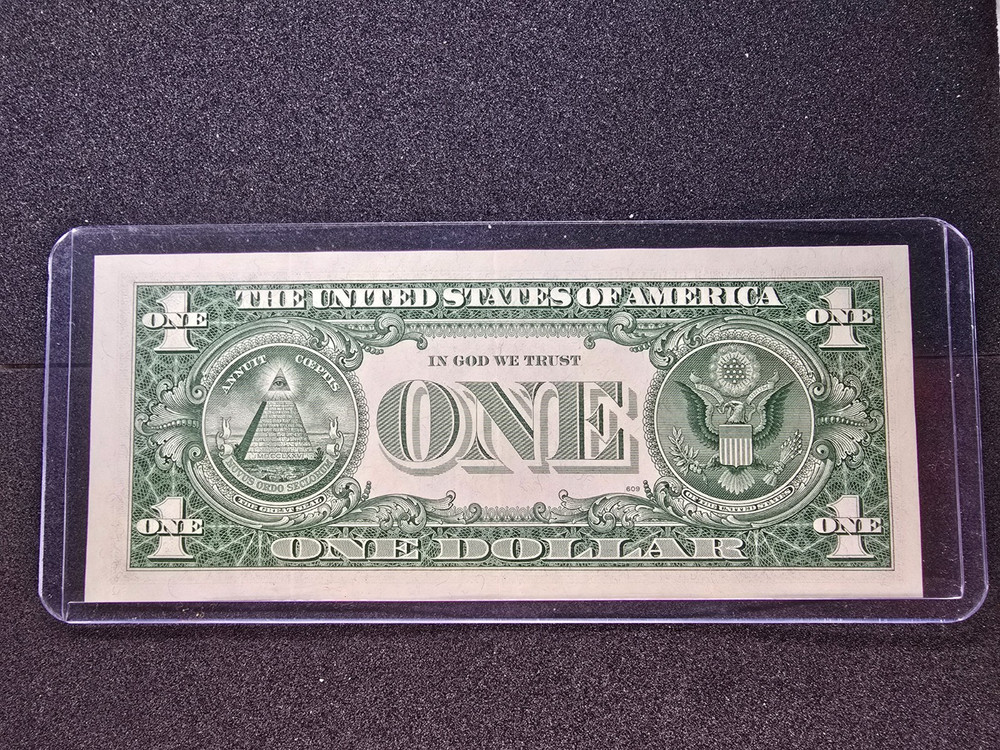 THE UNITED STATES OF AMERICA
1
ONE
1
ONE
ANNUIT CŒPTIS
IN GOD WE TRUST
ONE
MDCCLXXVI
NOVUS ORDO SECLORUM
THE GREAT SEAL
609
OF THE UNITED STATES
1
ONE
1
ONE
ONE DOLLAR